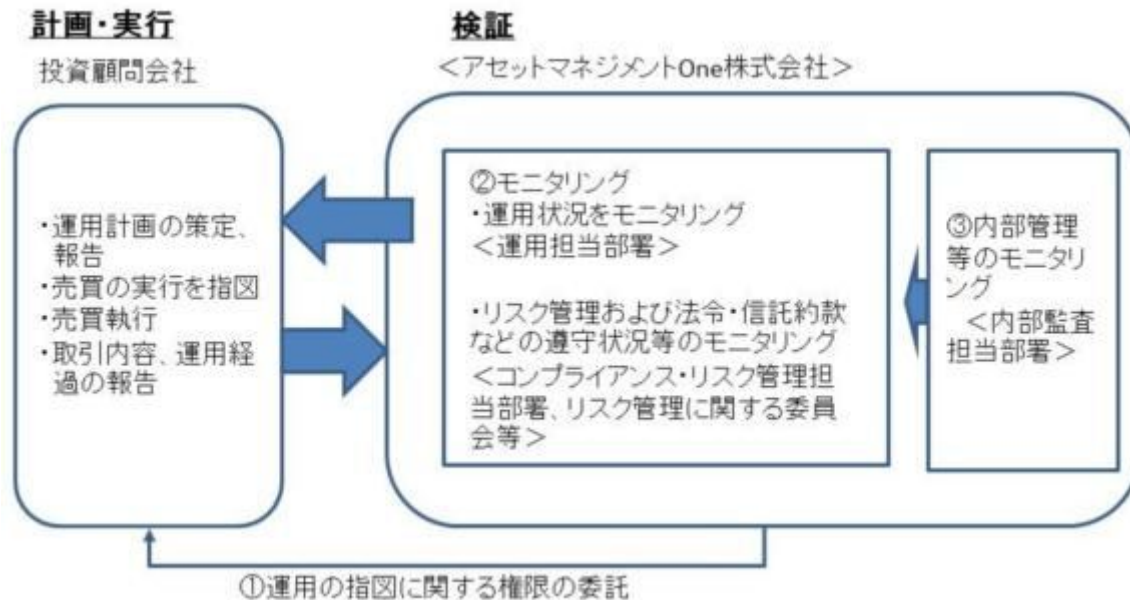 計画・実行
投資顧問会社
・運用計画の策定、
報告
・売買の実行を指図
・売買執行
・取引内容、運用経
過の報告
検証
＜アセットマネジメントOne株式会社＞
②モニタリング
・運用状況をモニタリング
＜運用担当部署＞
・リスク管理および法令・信託約款
などの遵守状況等のモニタリング
＜コンプライアンス・リスク管理担
当部署、リスク管理に関する委員
会等＞
③内部管理
等のモニタリ
ング
＜内部監査
担当部署＞
①運用の指図に関する権限の委託